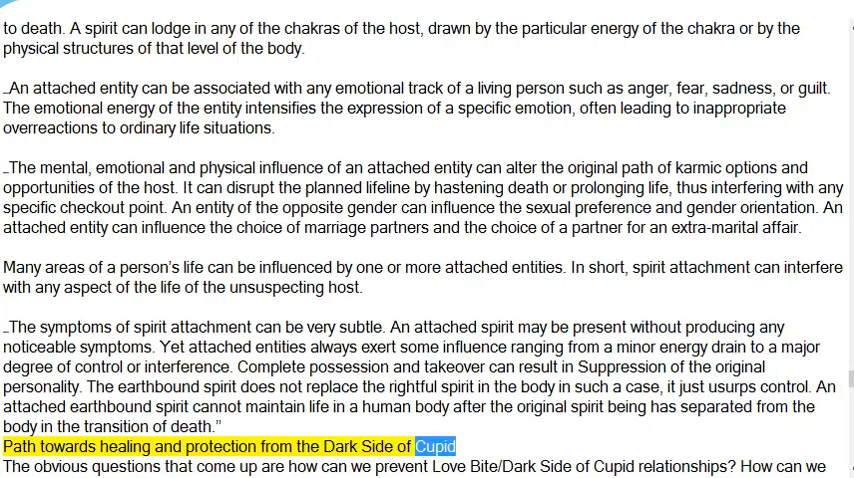 to death. A spirit can lodge in any of the chakras of the host, drawn by the particular energy of the chakra or by the
physical structures of that level of the body.
_An attached entity can be associated with any emotional track of a living person such as anger, fear, sadness, or guilt.
The emotional energy of the entity intensifies the expression of a specific emotion, often leading to inappropriate
overreactions to ordinary life situations.
_The mental, emotional and physical influence of an attached entity can alter the original path of karmic options and
opportunities of the host. It can disrupt the planned lifeline by hastening death or prolonging life, thus interfering with any
specific checkout point. An entity of the opposite gender can influence the sexual preference and gender orientation. An
attached entity can influence the choice of marriage partners and the choice of a partner for an extra-marital affair.
Many areas of a person's life can be influenced by one or more attached entities. In short, spirit attachment can interfere
with any aspect of the life of the unsuspecting host.
_The symptoms of spirit attachment can be very subtle. An attached spirit may be present without producing any
noticeable symptoms. Yet attached entities always exert some influence ranging from a minor energy drain to a major
degree of control or interference. Complete possession and takeover can result in Suppression of the original
personality. The earthbound spirit does not replace the rightful spirit in the body in such a case, it just usurps control. An
attached earthbound spirit cannot maintain life in a human body after the original spirit being has separated from the
body in the transition of death."
Path towards healing and protection from the Dark Side of Cupid
The obvious questions that come up are how can we prevent Love Bite/Dark Side of Cupid relationships? How can we